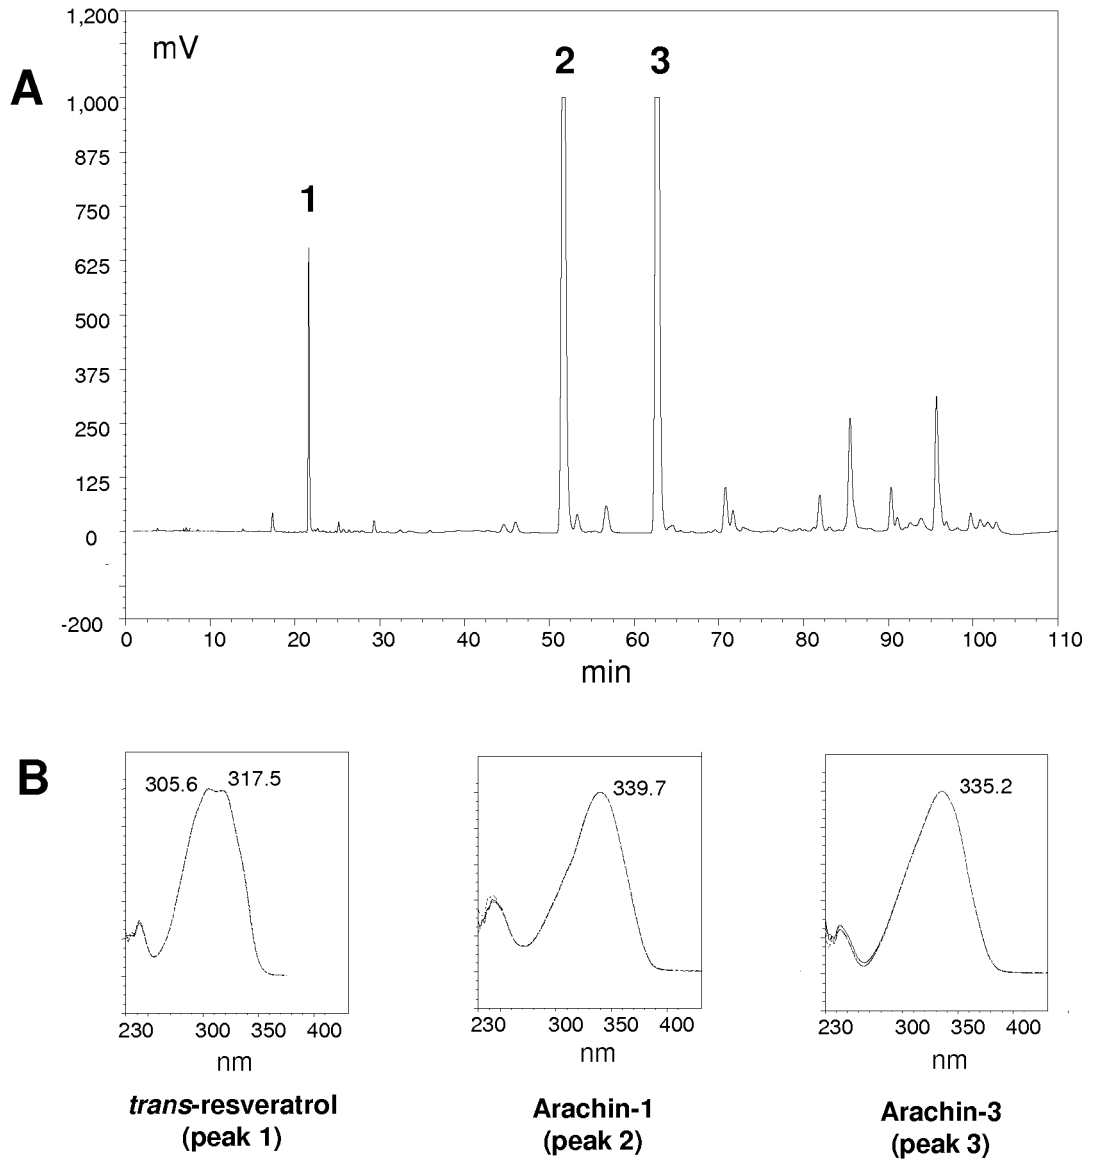 1,200
mV
A
2 3
1,000
875
1
750
625
500
375
250
125
0
-200
0 10 20 30 40 50 60 70 80 90 100 110
min
B
305.6 317.5
339.7
335.2
230 300 350 400
nm
230 300 350 400
nm
230 300 350 400
nm
trans-resveratrol
(peak 1)
Arachin-1
(peak 2)
Arachin-3
(peak 3)